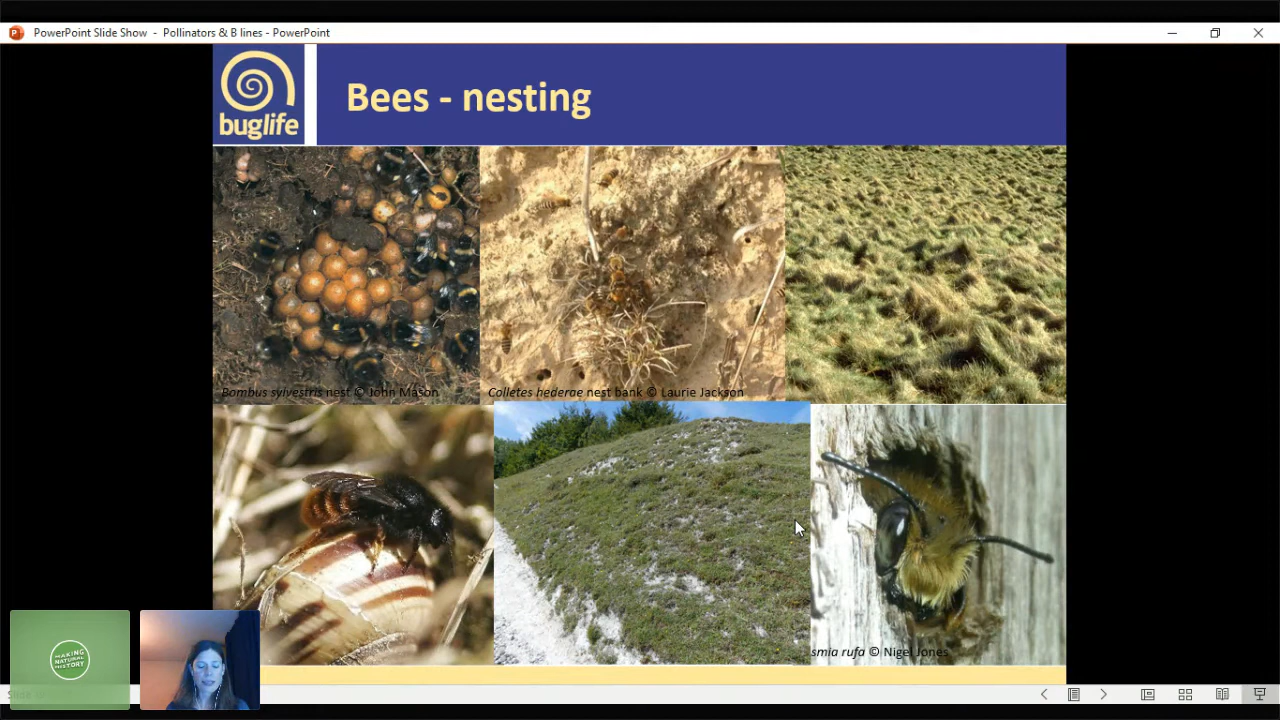 PowerPoint Slide Show - Pollinators & B lines - PowerPoint
buglife
Bees - nesting
Bombus sylvestris nest © John Mason
Colletes hederae nest bank © Laurie Jackson
smia rufa © Nigel Jones
MAKING
NATURAL
HISTORY